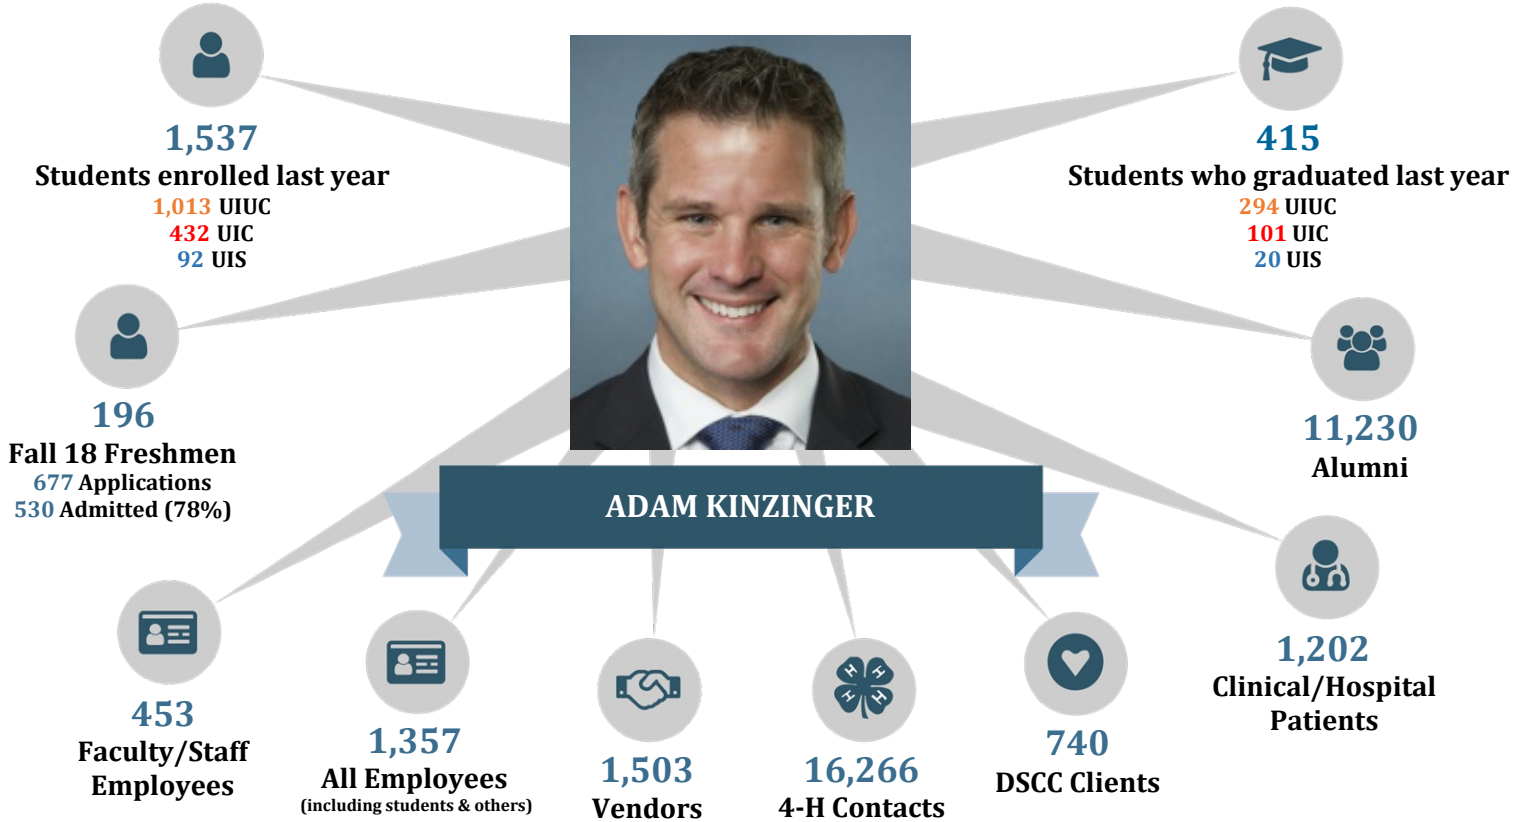 1,537
Students enrolled last year
1,013 UIUC
432 UIC
92 UIS
415
Students who graduated last year
294 UIUC
101 UIC
20 UIS
196
Fall 18 Freshmen
677 Applications
530 Admitted (78%)
11,230
Alumni
ADAM KINZINGER
453
Faculty/Staff
Employees
1,357
All Employees
(including students & others)
1,503
Vendors
H H
H H
16,266
4-H Contacts
740
DSCC Clients
1,202
Clinical/Hospital
Patients